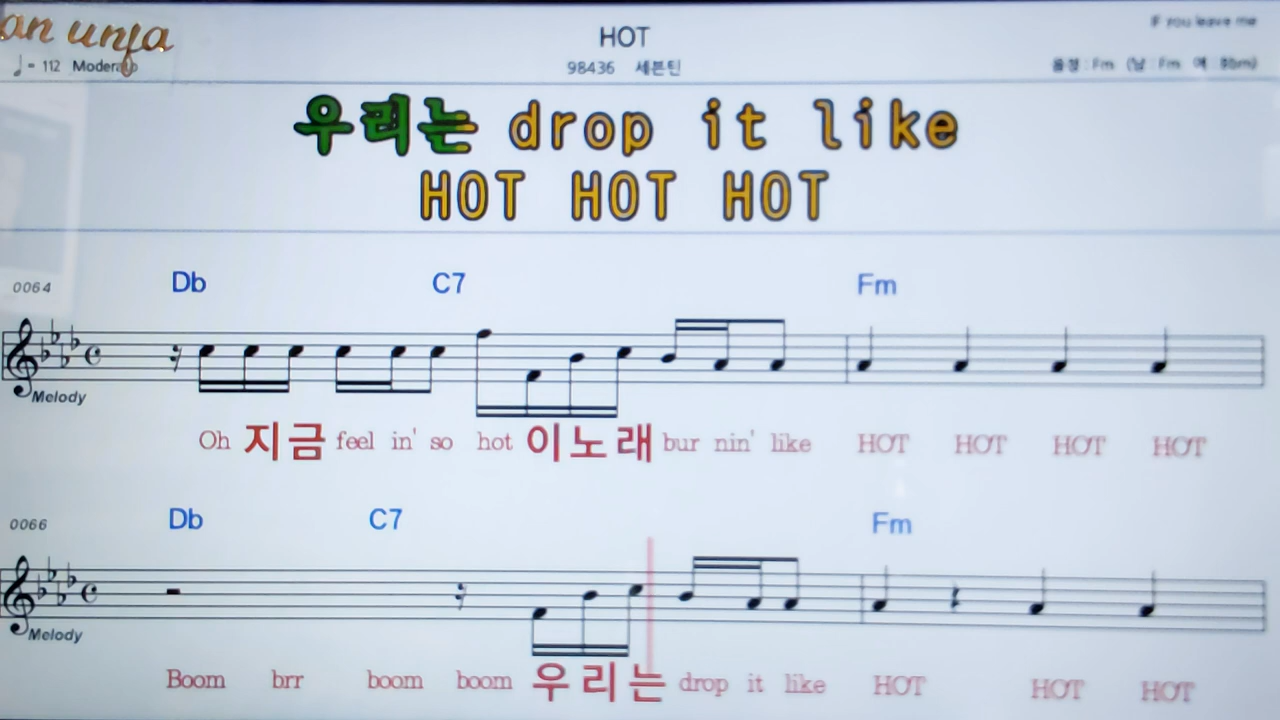 an unja
HOT
If you leave me
♩= 112 Moderato
98436 세븐틴
음정 : Fm (남 : Fm 여 : Bbm)
우리는 drop it like
HOT HOT HOT
Db C7 Fm
0064
Melody
Oh 지금 feel in' so hot 이노래 bur nin' like HOT HOT HOT HOT
Db C7 Fm
0066
Melody
Boom brr boom boom 우리는 drop it like HOT HOT HOT